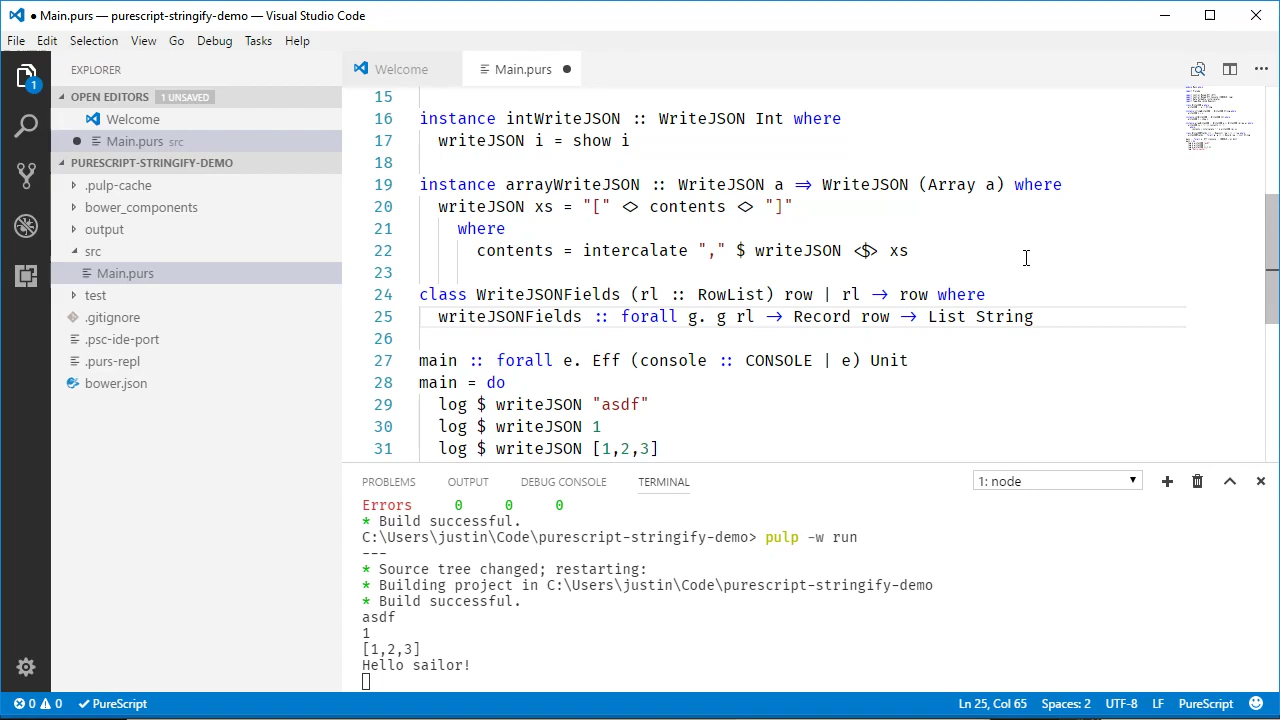 ● Main.purs — purescript-stringify-demo — Visual Studio Code
File Edit Selection View Go Debug Tasks Help
EXPLORER
Welcome
Main.purs ●
OPEN EDITORS 1 UNSAVED
Welcome
Main.purs src
PURESCRIPT-STRINGIFY-DEMO
.pulp-cache
bower_components
output
src
Main.purs
test
.gitignore
.psc-ide-port
.purs-repl
bower.json
1
15
16 instance intWriteJSON :: WriteJSON Int where
17 writeJSON i = show i
18
19 instance arrayWriteJSON :: WriteJSON a => WriteJSON (Array a) where
20 writeJSON xs = "[" <> contents <> "]"
21 where
22 contents = intercalate "," $ writeJSON <$> xs
23
24 class WriteJSONFields (rl :: RowList) row | rl -> row where
25 writeJSONFields :: forall g. g rl -> Record row -> List String
26
27 main :: forall e. Eff (console :: CONSOLE | e) Unit
28 main = do
29 log $ writeJSON "asdf"
30 log $ writeJSON 1
31 log $ writeJSON [1,2,3]
PROBLEMS OUTPUT DEBUG CONSOLE TERMINAL
1: node
Errors 0 0 0
* Build successful.
C:\Users\justin\Code\purescript-stringify-demo> pulp -w run
---
* Source tree changed; restarting:
* Building project in C:\Users\justin\Code\purescript-stringify-demo
* Build successful.
asdf
1
[1,2,3]
Hello sailor!
0 0 PureScript
Ln 25, Col 65 Spaces: 2 UTF-8 LF PureScript